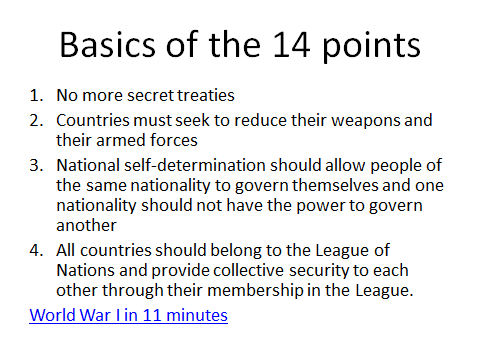 Basics of the 14 points
1. No more secret treaties
2. Countries must seek to reduce their weapons and
their armed forces
3. National self-determination should allow people of
the same nationality to govern themselves and one
nationality should not have the power to govern
another
4. All countries should belong to the League of
Nations and provide collective security to each
other through their membership in the League.
World War I in 11 minutes